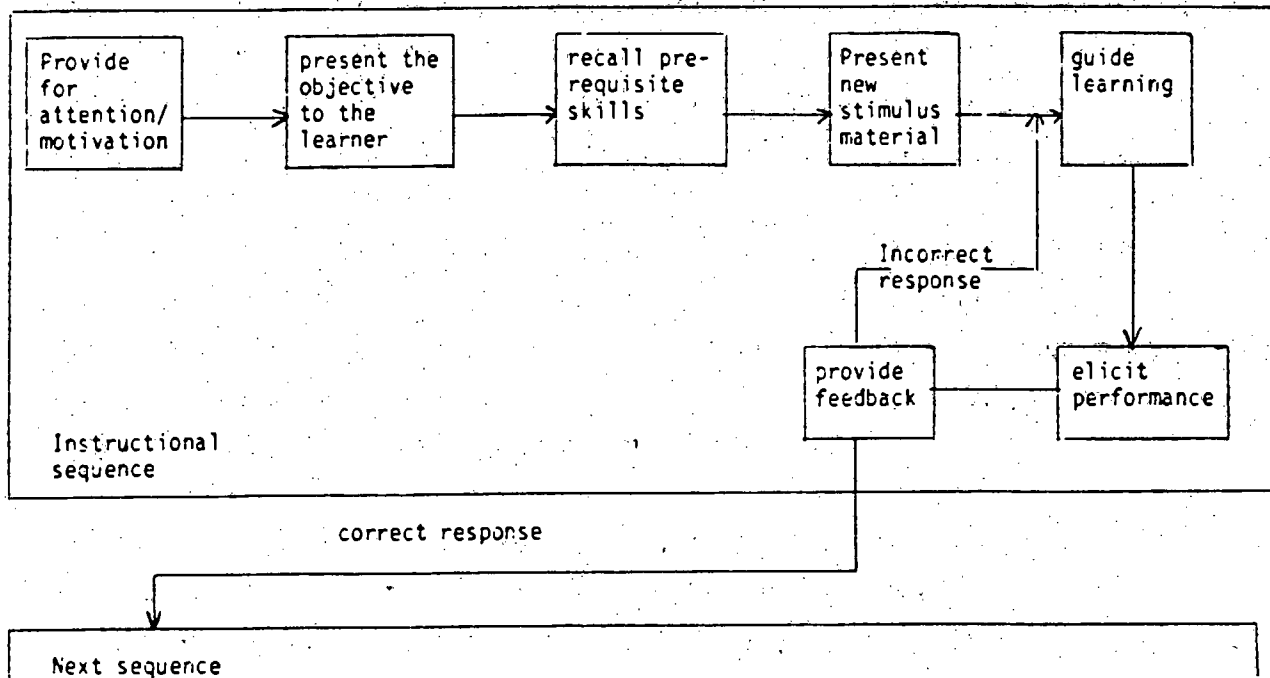 Provide
for
attention/
motivation
present the
objective
to the
learner
recall pre-
requisite
skills
Present
new
stimulus
material
guide
learning
Incorrect
response
provide
feedback
elicit
performance
Instructional
sequence
correct response
Next sequence